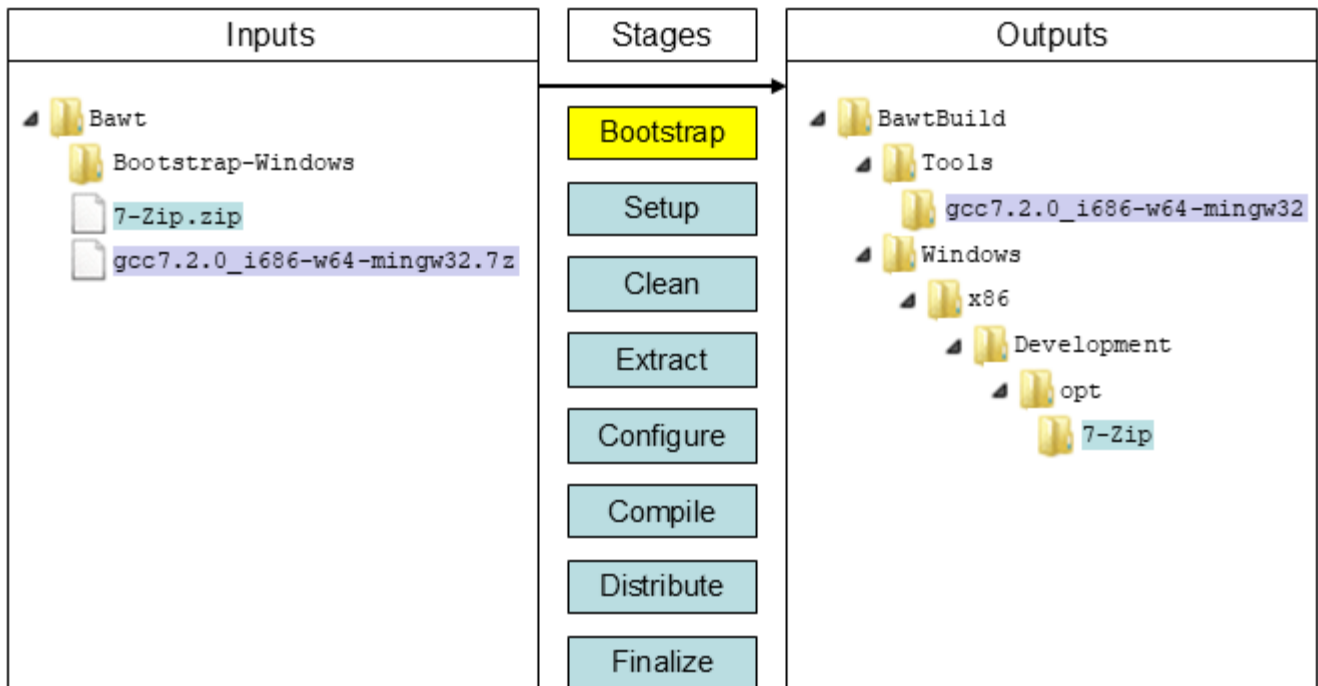 Inputs
Bawt
Bootstrap-Windows
7-Zip.zip
gcc7.2.0_i686-w64-mingw32.7z
Stages
Bootstrap
Setup
Clean
Extract
Configure
Compile
Distribute
Finalize
Outputs
BawtBuild
Tools
gcc7.2.0_i686-w64-mingw32
Windows
x86
Development
opt
7-Zip